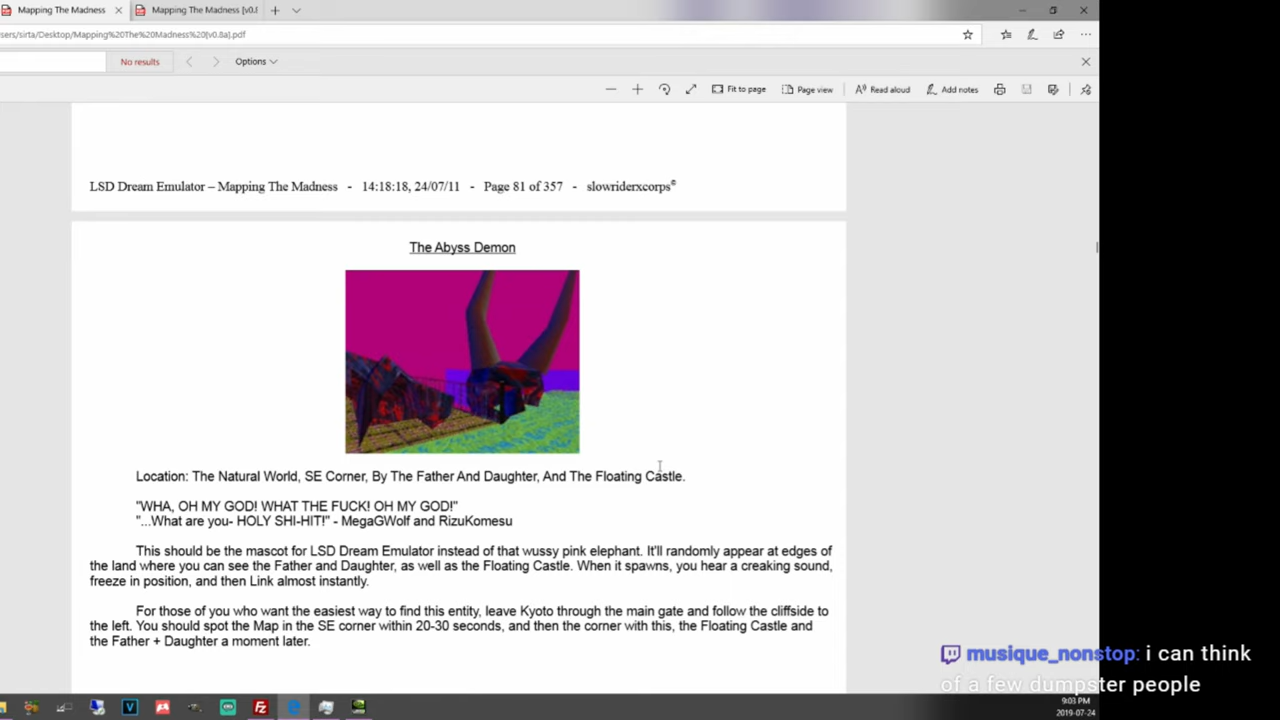 Mapping The Madness
Mapping The Madness [v0.8
sers/sirta/Desktop/Mapping%20The%20Madness%20[v0.8a].pdf
No results
Options
Fit to page
Page view
Read aloud
Add notes
LSD Dream Emulator – Mapping The Madness - 14:18:18, 24/07/11 - Page 81 of 357 - slowriderxcorps©
The Abyss Demon
Location: The Natural World, SE Corner, By The Father And Daughter, And The Floating Castle.
"WHA, OH MY GOD! WHAT THE FUCK! OH MY GOD!"
"...What are you- HOLY SHI-HIT!" - MegaGWolf and RizuKomesu
This should be the mascot for LSD Dream Emulator instead of that wussy pink elephant. It'll randomly appear at edges of
the land where you can see the Father and Daughter, as well as the Floating Castle. When it spawns, you hear a creaking sound,
freeze in position, and then Link almost instantly.
For those of you who want the easiest way to find this entity, leave Kyoto through the main gate and follow the cliffside to
the left. You should spot the Map in the SE corner within 20-30 seconds, and then the corner with this, the Floating Castle and
the Father + Daughter a moment later.
musique_nonstop: i can think
of a few dumpster people
9:03 PM
2019-07-24